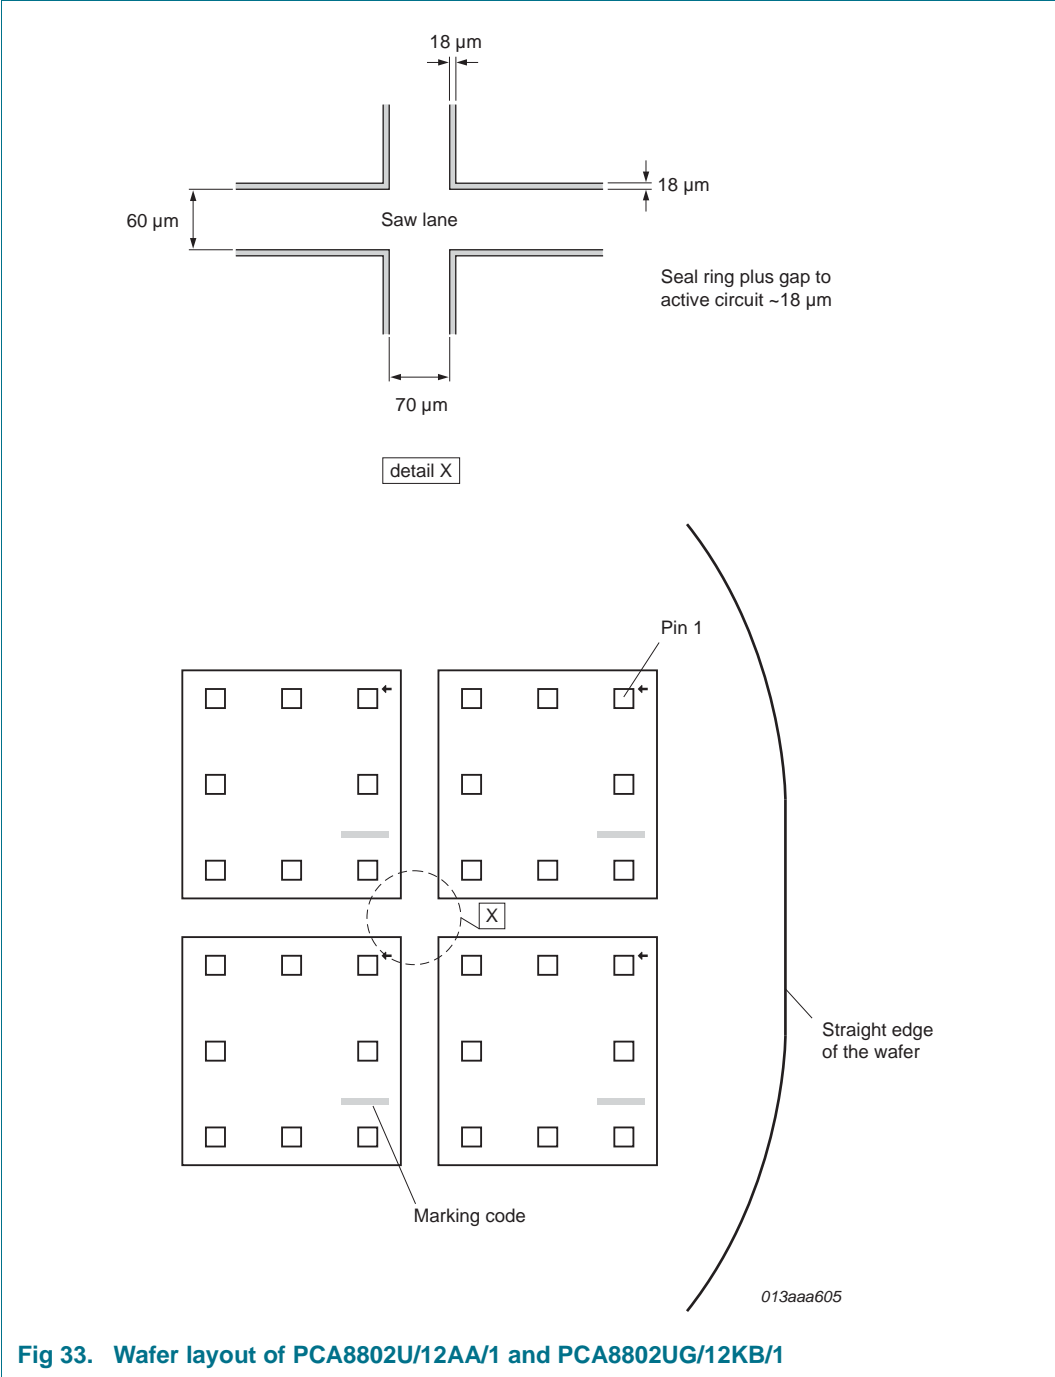 18 µm
18 µm
60 µm
Saw lane
Seal ring plus gap to
active circuit ~18 µm
70 µm
detail X
Pin 1
X
Straight edge
of the wafer
Marking code
013aaa605
Fig 33. Wafer layout of PCA8802U/12AA/1 and PCA8802UG/12KB/1